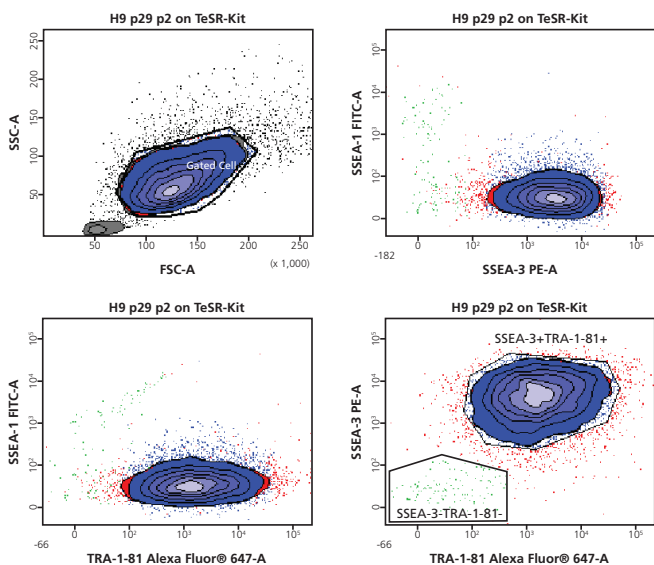 H9 p29 p2 on TeSR-Kit
SSC-A
250
200
150
100
50
Gated Cell
50
100
150
200
250
(x 1,000)
FSC-A
H9 p29 p2 on TeSR-Kit
SSEA-1 FITC-A
10⁵
10⁴
10³
10²
0
-182
0
10²
10³
10⁴
10⁵
SSEA-3 PE-A
H9 p29 p2 on TeSR-Kit
SSEA-1 FITC-A
10⁵
10⁴
10³
10²
0
-66
0
10²
10³
10⁴
10⁵
TRA-1-81 Alexa Fluor® 647-A
H9 p29 p2 on TeSR-Kit
SSEA-3 PE-A
10⁵
10⁴
10³
10²
0
SSEA-3+TRA-1-81+
SSEA-3-TRA-1-81-
-66
0
10²
10³
10⁴
10⁵
TRA-1-81 Alexa Fluor® 647-A